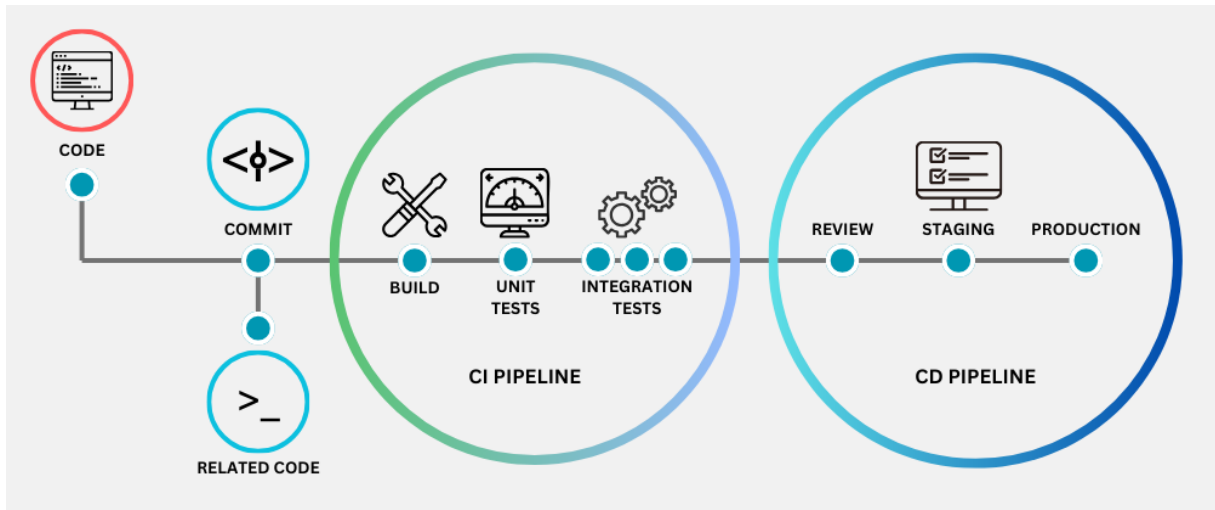 CODE
COMMIT
RELATED CODE
BUILD
UNIT
TESTS
INTEGRATION
TESTS
CI PIPELINE
REVIEW
STAGING
PRODUCTION
CD PIPELINE